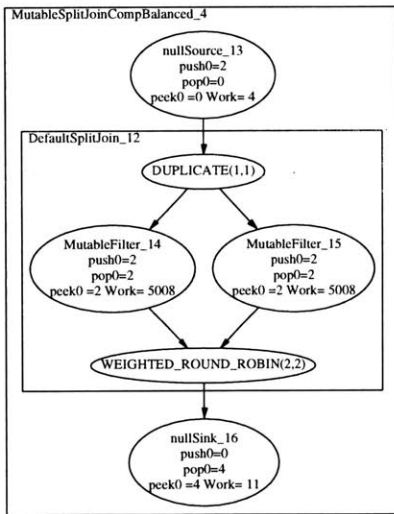 MutableSplitJoinCompBalanced_4
nullSource_13
push0=2
pop0=0
peek0 =0 Work= 4
DefaultSplitJoin_12
DUPLICATE(1,1)
MutableFilter_14
push0=2
pop0=2
peek0 =2 Work= 5008
MutableFilter_15
push0=2
pop0=2
peek0 =2 Work= 5008
WEIGHTED_ROUND_ROBIN(2,2)
nullSink_16
push0=0
pop0=4
peek0 =4 Work= 11